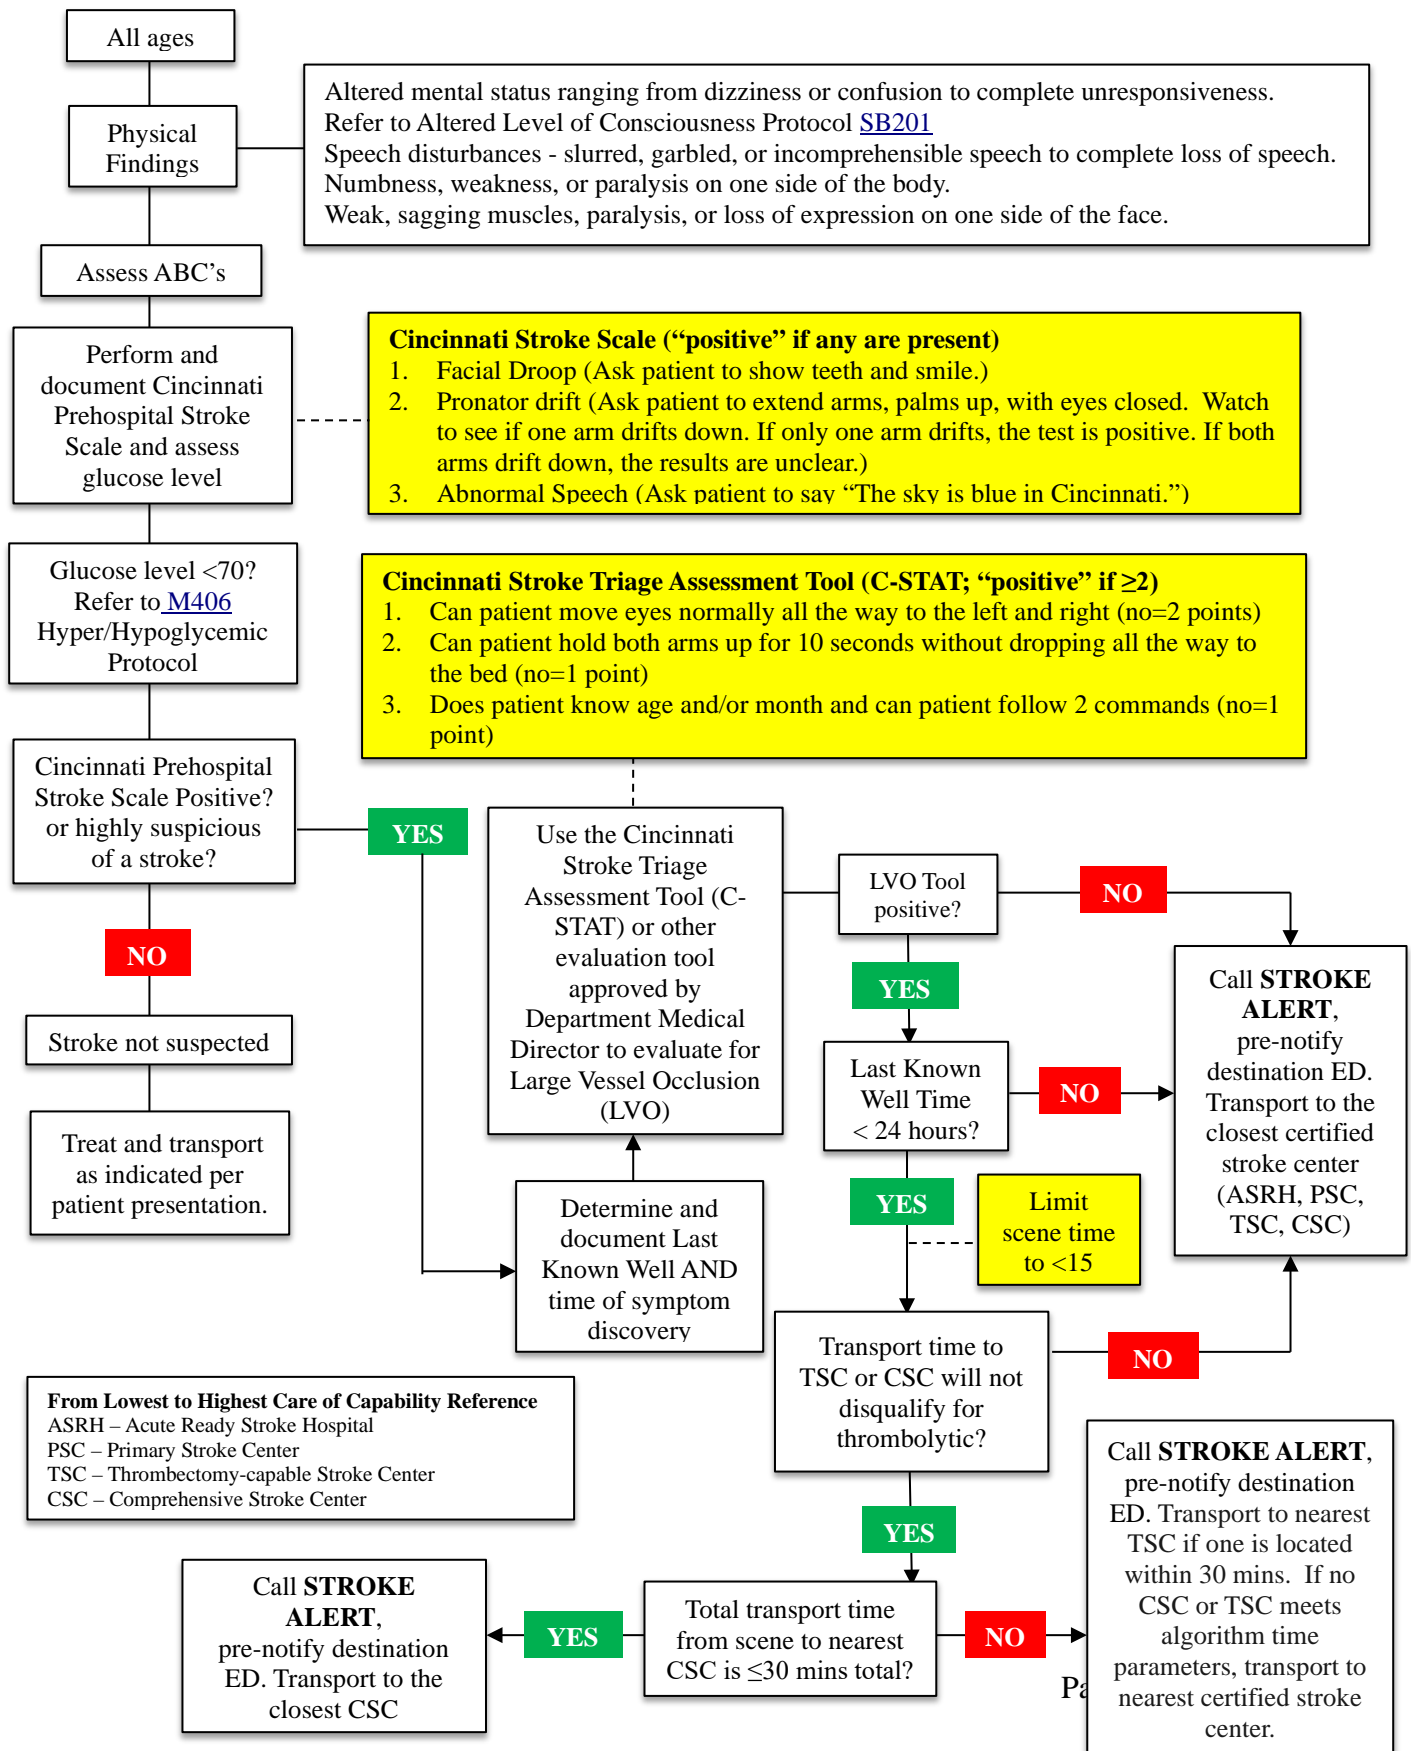 All ages
Physical
Findings
Altered mental status ranging from dizziness or confusion to complete unresponsiveness.
Refer to Altered Level of Consciousness Protocol SB201
Speech disturbances - slurred, garbled, or incomprehensible speech to complete loss of speech.
Numbness, weakness, or paralysis on one side of the body.
Weak, sagging muscles, paralysis, or loss of expression on one side of the face.
Assess ABC’s
Perform and
document Cincinnati
Prehospital Stroke
Scale and assess
glucose level
Cincinnati Stroke Scale (“positive” if any are present)
1. Facial Droop (Ask patient to show teeth and smile.)
2. Pronator drift (Ask patient to extend arms, palms up, with eyes closed. Watch
to see if one arm drifts down. If only one arm drifts, the test is positive. If both
arms drift down, the results are unclear.)
3. Abnormal Speech (Ask patient to say “The sky is blue in Cincinnati.”)
Glucose level <70?
Refer to M406
Hyper/Hypoglycemic
Protocol
Cincinnati Stroke Triage Assessment Tool (C-STAT; “positive” if ≥2)
1. Can patient move eyes normally all the way to the left and right (no=2 points)
2. Can patient hold both arms up for 10 seconds without dropping all the way to
the bed (no=1 point)
3. Does patient know age and/or month and can patient follow 2 commands (no=1
point)
Cincinnati Prehospital
Stroke Scale Positive?
or highly suspicious
of a stroke?
YES
NO
Stroke not suspected
Treat and transport
as indicated per
patient presentation.
Use the Cincinnati
Stroke Triage
Assessment Tool (C-
STAT) or other
evaluation tool
approved by
Department Medical
Director to evaluate for
Large Vessel Occlusion
(LVO)
Determine and
document Last
Known Well AND
time of symptom
discovery
LVO Tool
positive?
NO
YES
Last Known
Well Time
< 24 hours?
NO
YES
Limit
scene time
to <15
Call STROKE
ALERT,
pre-notify
destination ED.
Transport to the
closest certified
stroke center
(ASRH, PSC,
TSC, CSC)
Transport time to
TSC or CSC will not
disqualify for
thrombolytic?
NO
YES
From Lowest to Highest Care of Capability Reference
ASRH – Acute Ready Stroke Hospital
PSC – Primary Stroke Center
TSC – Thrombectomy-capable Stroke Center
CSC – Comprehensive Stroke Center
Call STROKE
ALERT,
pre-notify destination
ED. Transport to the
closest CSC
YES
Total transport time
from scene to nearest
CSC is ≤30 mins total?
NO
Call STROKE ALERT,
pre-notify destination
ED. Transport to nearest
TSC if one is located
within 30 mins. If no
CSC or TSC meets
algorithm time
parameters, transport to
nearest certified stroke
center.